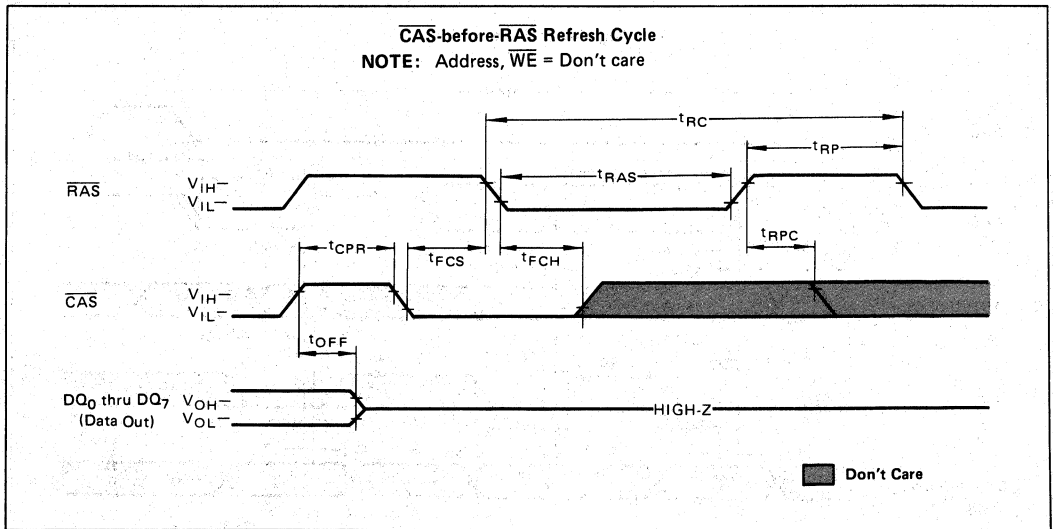 CAS-before-RAS Refresh Cycle
NOTE: Address, WE = Don't care
tRC
tRP
tRAS
RAS
VIH
VIL
tCPR
tFCS
tFCH
tRPC
CAS
VIH
VIL
tOFF
DQ0 thru DQ7
(Data Out)
VOH
VOL
HIGH-Z
Don't Care